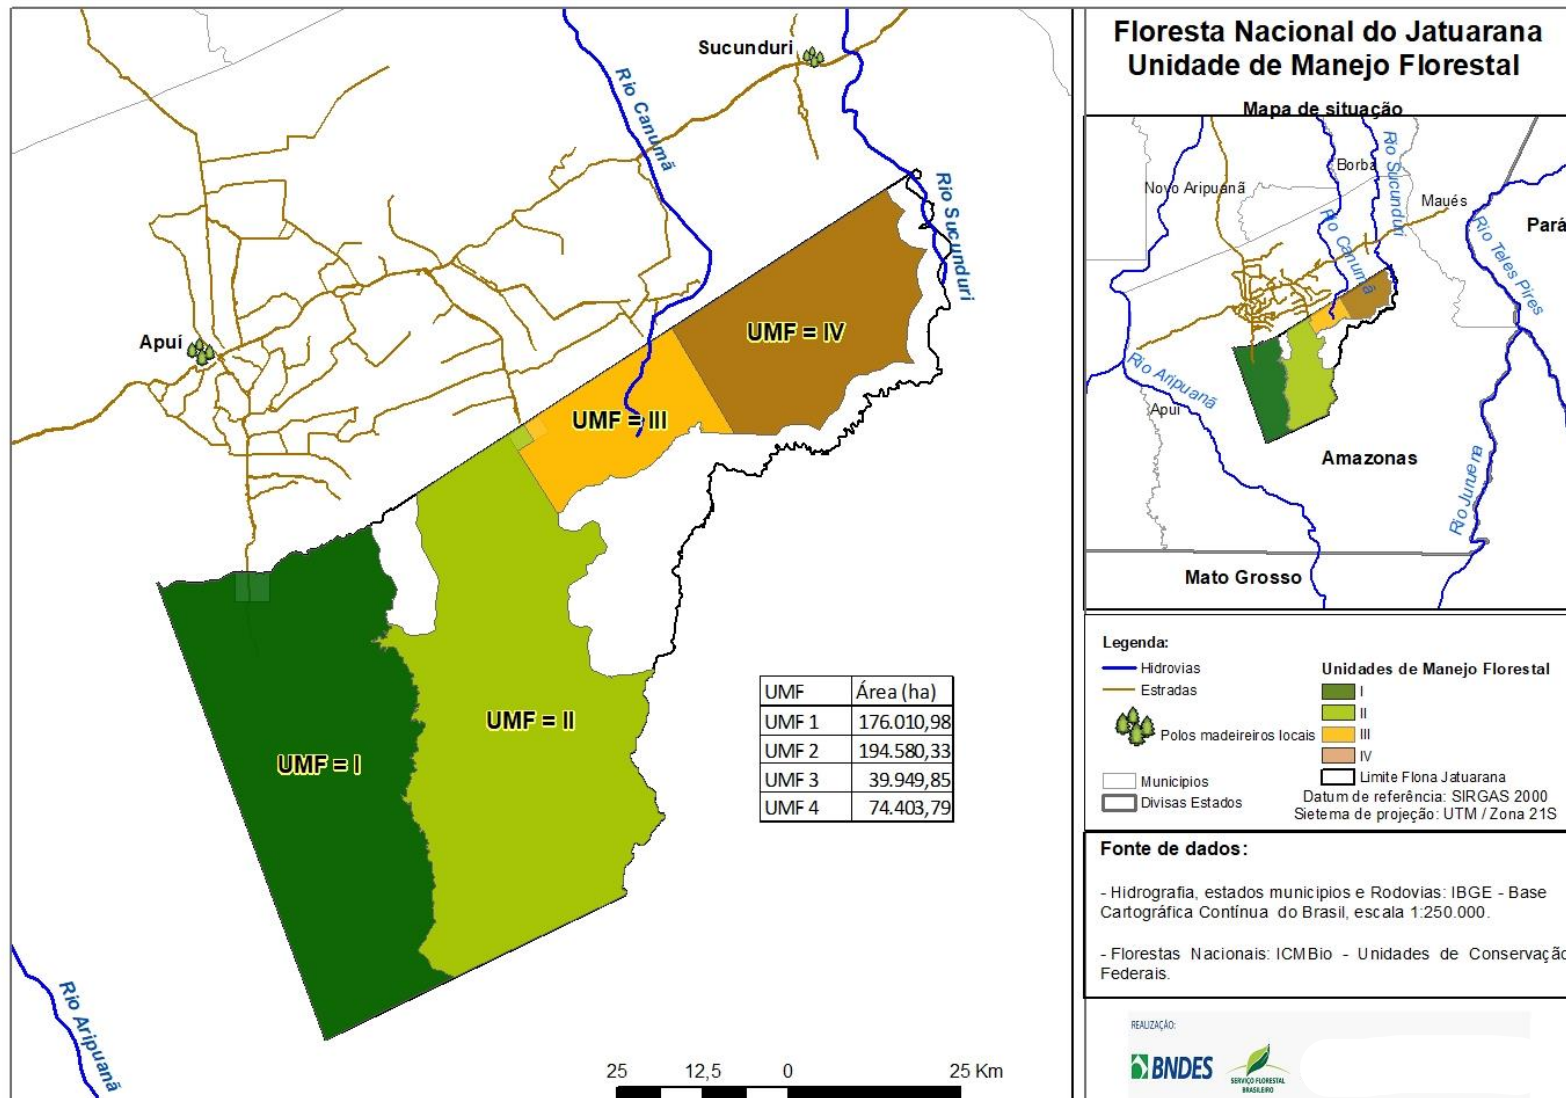 Floresta Nacional do Jatuarana
Unidade de Manejo Florestal
Mapa de situação
Sucunduri
Rio Canumã
Rio Sucunduri
Apuí
UMF = IV
UMF = III
UMF = II
UMF = I
Rio Aripuanã
UMF Área (ha)
UMF 1 176.010,98
UMF 2 194.580,33
UMF 3 39.949,85
UMF 4 74.403,79
25 12,5 0 25 Km
Borba
Rio Sucunduri
Novo Aripuanã
Maués
Pará
Rio Canumã
Rio Teles Pires
Rio Aripuanã
Apuí
Amazonas
Rio Juruena
Mato Grosso
Legenda:
Hidrovias
Estradas
Polos madeireiros locais
Municipios
Divisas Estados
Unidades de Manejo Florestal
I
II
III
IV
Limite Flona Jatuarana
Datum de referência: SIRGAS 2000
Sietema de projeção: UTM / Zona 21S
Fonte de dados:
- Hidrografia, estados municipios e Rodovias: IBGE - Base
Cartográfica Contínua do Brasil, escala 1:250.000.
- Florestas Nacionais: ICMBio - Unidades de Conservação
Federais.
REALIZAÇÃO:
BNDES
SERVIÇO FLORESTAL
BRASILEIRO